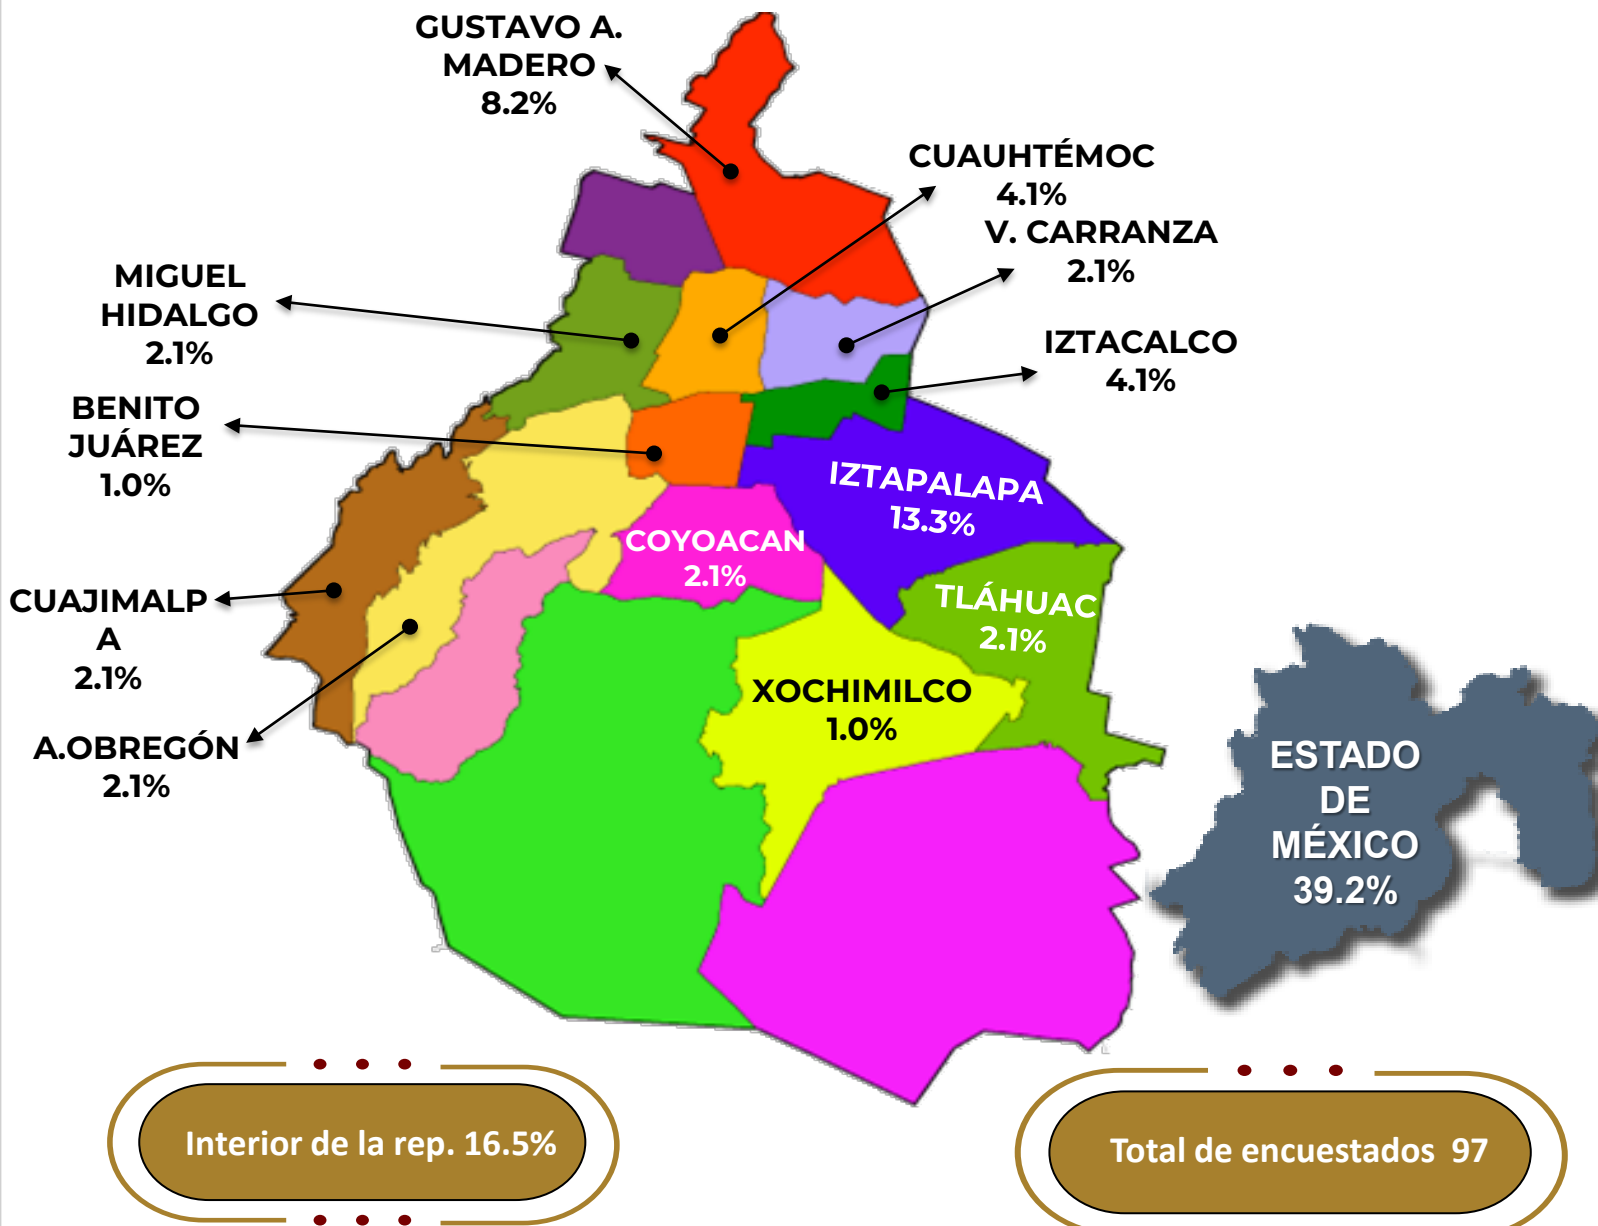 GUSTAVO A.
MADERO
8.2%
CUAUHTÉMOC
4.1%
V. CARRANZA
2.1%
MIGUEL
HIDALGO
2.1%
IZTACALCO
4.1%
BENITO
JUÁREZ
1.0%
IZTAPALAPA
13.3%
COYOACAN
2.1%
CUAJIMALP
A
2.1%
TLÁHUAC
2.1%
XOCHIMILCO
1.0%
A.OBREGÓN
2.1%
ESTADO
DE
MÉXICO
39.2%
Interior de la rep. 16.5%
Total de encuestados 97